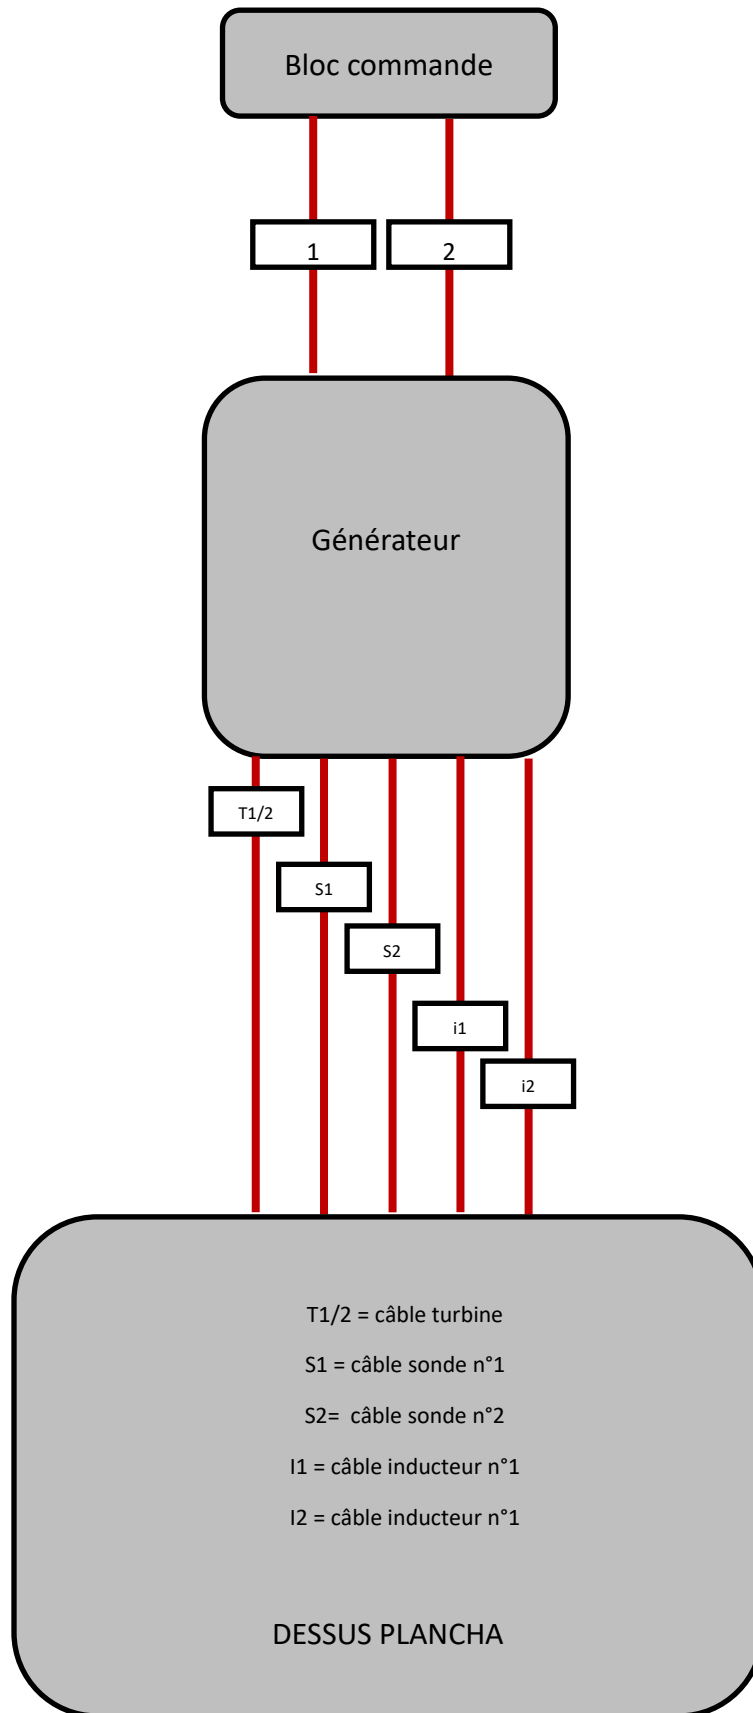 Bloc commande
1
2
Générateur
T1/2
S1
S2
i1
i2
T1/2 = câble turbine
S1 = câble sonde n°1
S2=  câble sonde n°2
I1 = câble inducteur n°1
I2 = câble inducteur n°1
DESSUS PLANCHA